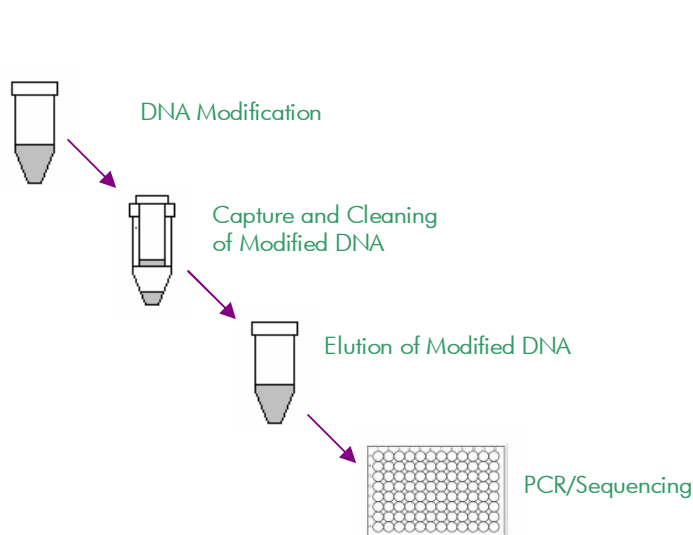 DNA Modification
Capture and Cleaning
of Modified DNA
Elution of Modified DNA
PCR/Sequencing